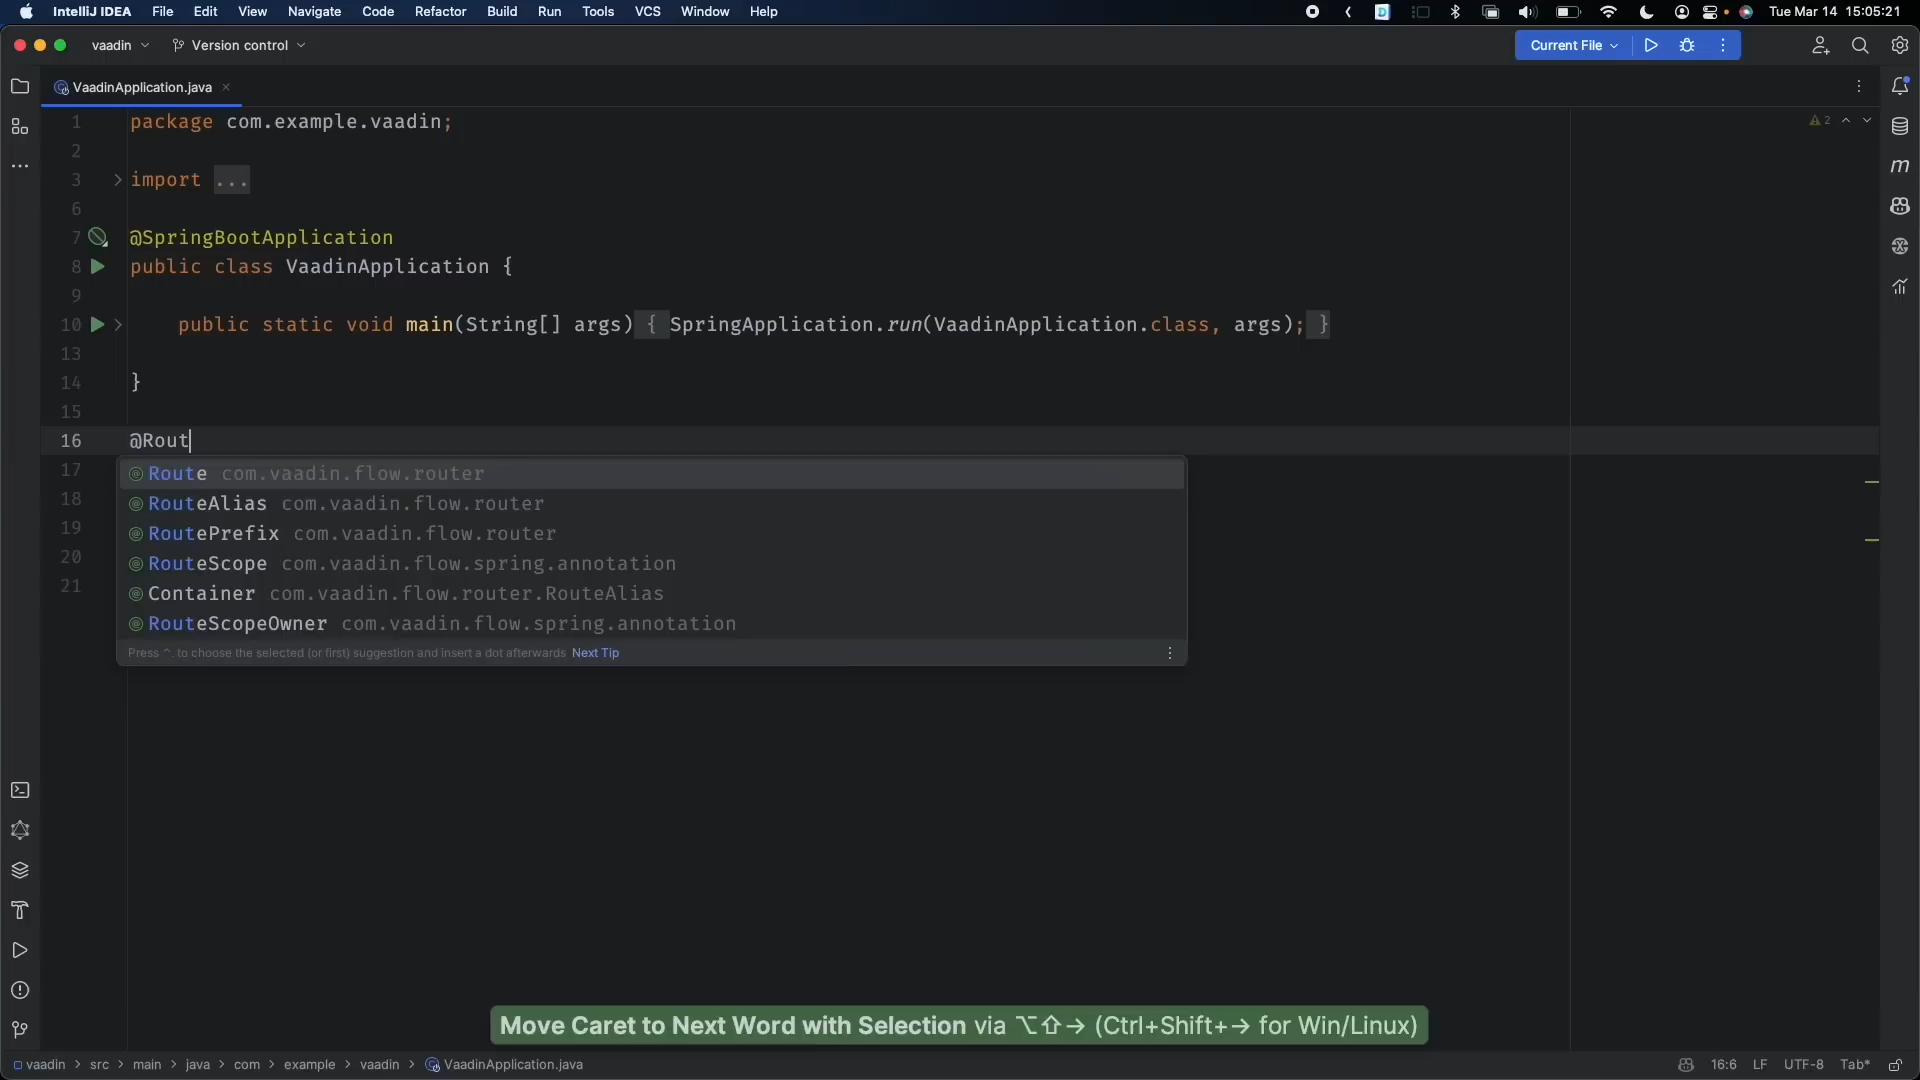 IntelliJ IDEA File Edit View Navigate Code Refactor Build Run Tools VCS Window Help Tue Mar 14 15:05:21
vaadin Version control Current File
VaadinApplication.java
1 package com.example.vaadin;
2
3 import ...
6
7 @SpringBootApplication
8 public class VaadinApplication {
9
10 public static void main(String[] args) { SpringApplication.run(VaadinApplication.class, args); }
13
14 }
15
16 @Rout
17
18
19
20
21
2
Route com.vaadin.flow.router
RouteAlias com.vaadin.flow.router
RoutePrefix com.vaadin.flow.router
RouteScope com.vaadin.flow.spring.annotation
Container com.vaadin.flow.router.RouteAlias
RouteScopeOwner com.vaadin.flow.spring.annotation
Press ^. to choose the selected (or first) suggestion and insert a dot afterwards Next Tip
Move Caret to Next Word with Selection via ⌥⇧→ (Ctrl+Shift+→ for Win/Linux)
vaadin > src > main > java > com > example > vaadin > VaadinApplication.java 16:6 LF UTF-8 Tab*